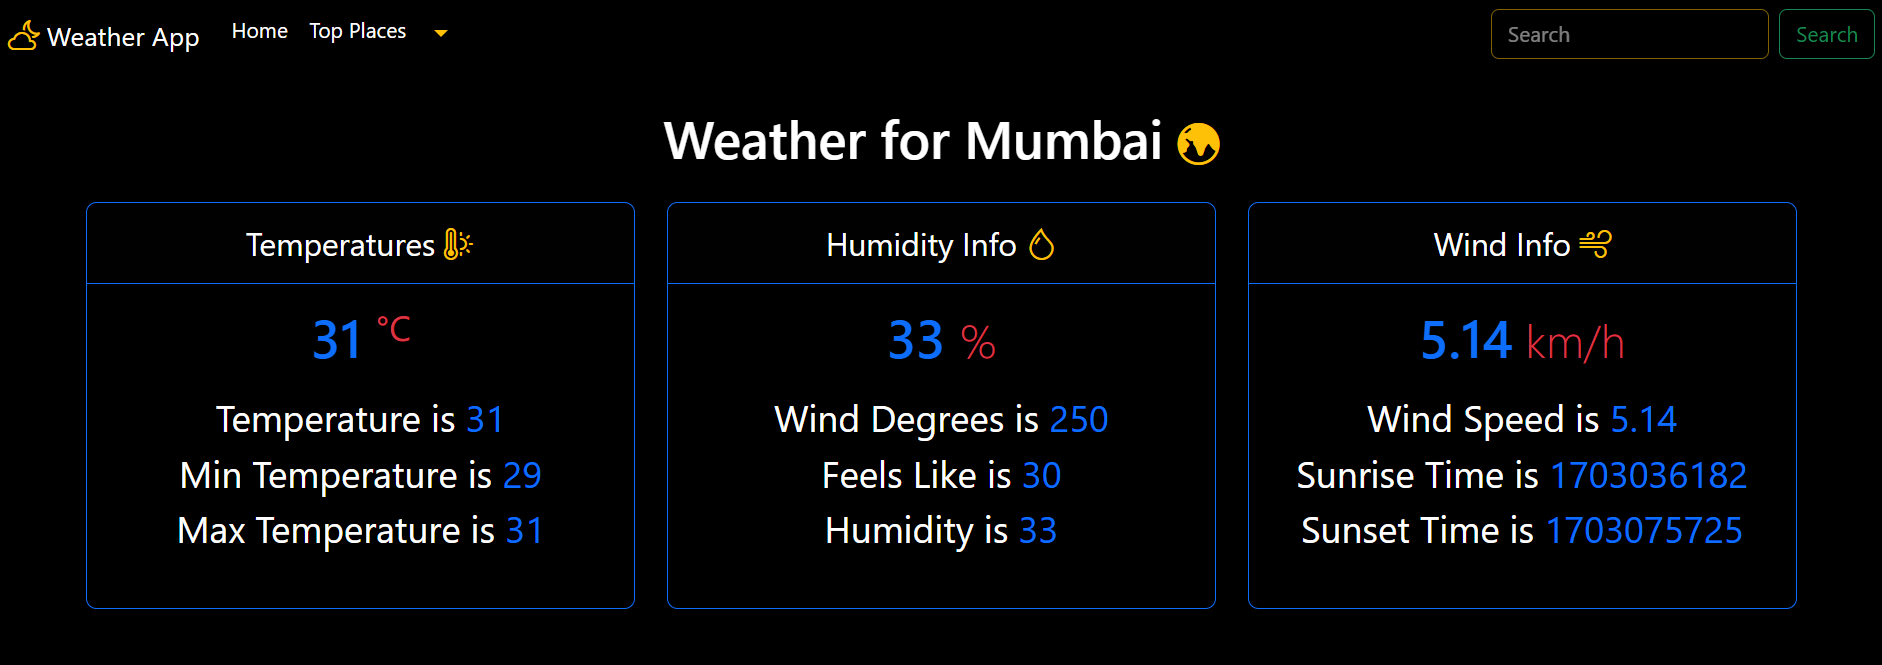 Weather App Home Top Places Search Search
Weather for Mumbai
Temperatures
31 °C
Temperature is 31
Min Temperature is 29
Max Temperature is 31
Humidity Info
33 %
Wind Degrees is 250
Feels Like is 30
Humidity is 33
Wind Info
5.14 km/h
Wind Speed is 5.14
Sunrise Time is 1703036182
Sunset Time is 1703075725